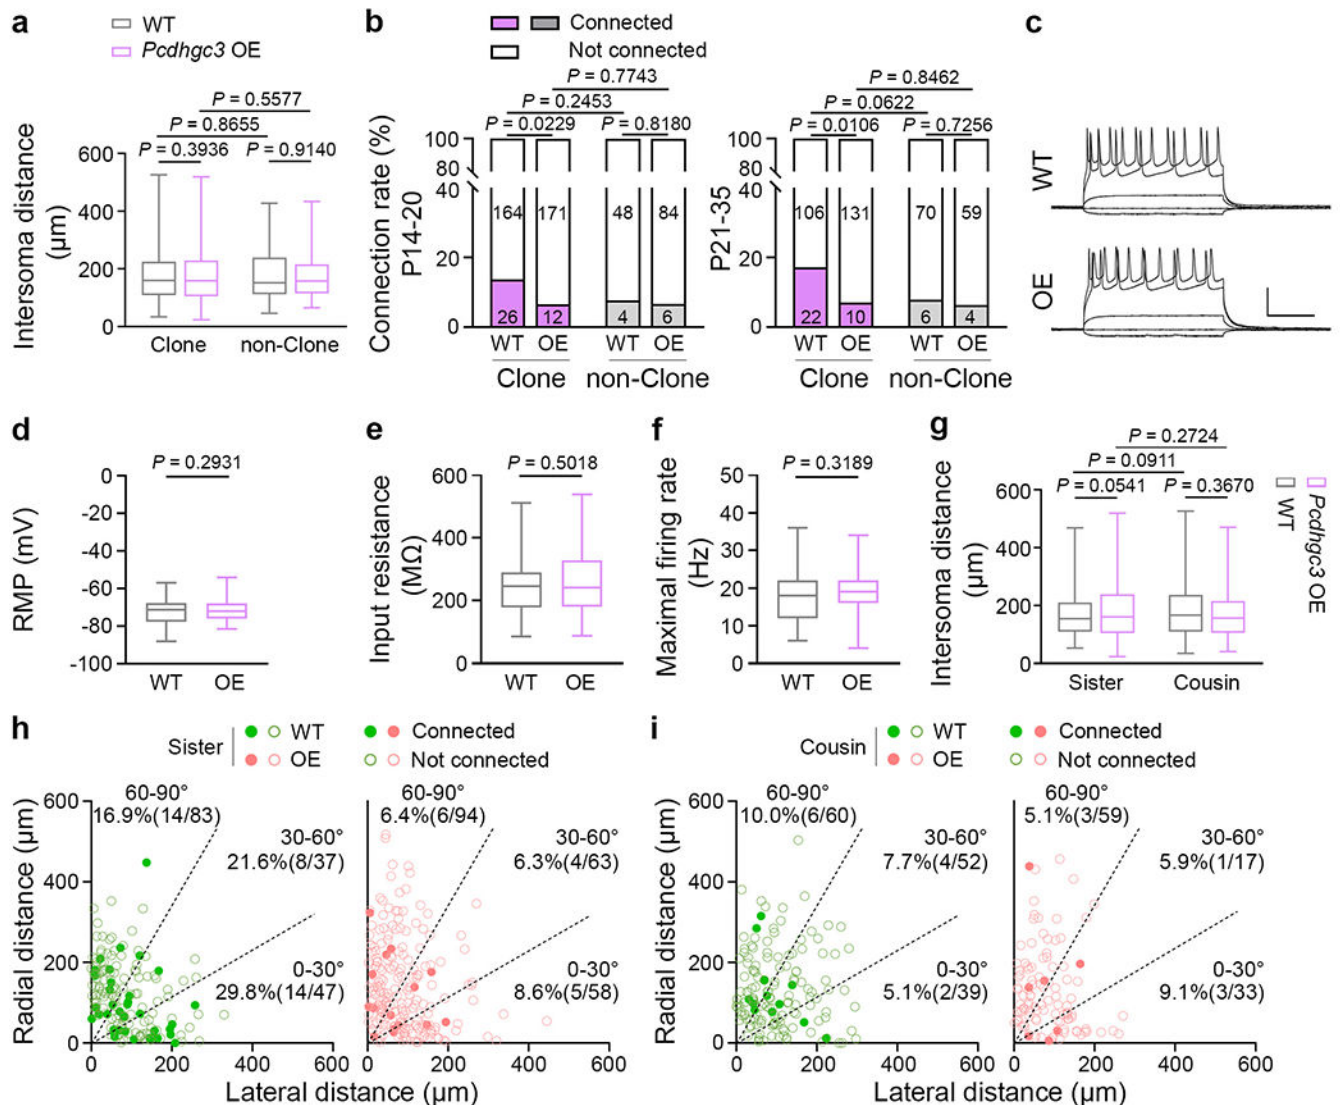 a
WT
Pcdhgc3 OE
P = 0.5577
P = 0.8655
P = 0.3936
P = 0.9140
Intersoma distance
(µm)
600
400
200
0
Clone
non-Clone
b
Connected
Not connected
Connection rate (%)
P14-20
P = 0.7743
P = 0.2453
P = 0.0229
P = 0.8180
100
80
40
20
0
164
171
48
84
26
12
4
6
WT
OE
WT
OE
Clone
non-Clone
P21-35
P = 0.8462
P = 0.0622
P = 0.0106
P = 0.7256
100
80
40
20
0
106
131
70
59
22
10
6
4
WT
OE
WT
OE
Clone
non-Clone
c
WT
OE
d
P = 0.2931
RMP (mV)
0
-20
-40
-60
-80
-100
WT
OE
e
P = 0.5018
Input resistance
(MΩ)
600
400
200
0
WT
OE
f
P = 0.3189
Maximal firing rate
(Hz)
50
40
30
20
10
0
WT
OE
g
P = 0.2724
P = 0.0911
P = 0.0541
P = 0.3670
Intersoma distance
(µm)
600
400
200
0
Sister
Cousin
WT
Pcdhgc3 OE
h
Sister
WT
OE
Connected
Not connected
Radial distance (µm)
600
400
200
0
60-90°
16.9%(14/83)
30-60°
21.6%(8/37)
0-30°
29.8%(14/47)
0
200
400
600
60-90°
6.4%(6/94)
30-60°
6.3%(4/63)
0-30°
8.6%(5/58)
0
200
400
600
Lateral distance (µm)
i
Cousin
WT
OE
Connected
Not connected
Radial distance (µm)
600
400
200
0
60-90°
10.0%(6/60)
30-60°
7.7%(4/52)
0-30°
5.1%(2/39)
0
200
400
600
60-90°
5.1%(3/59)
30-60°
5.9%(1/17)
0-30°
9.1%(3/33)
0
200
400
600
Lateral distance (µm)